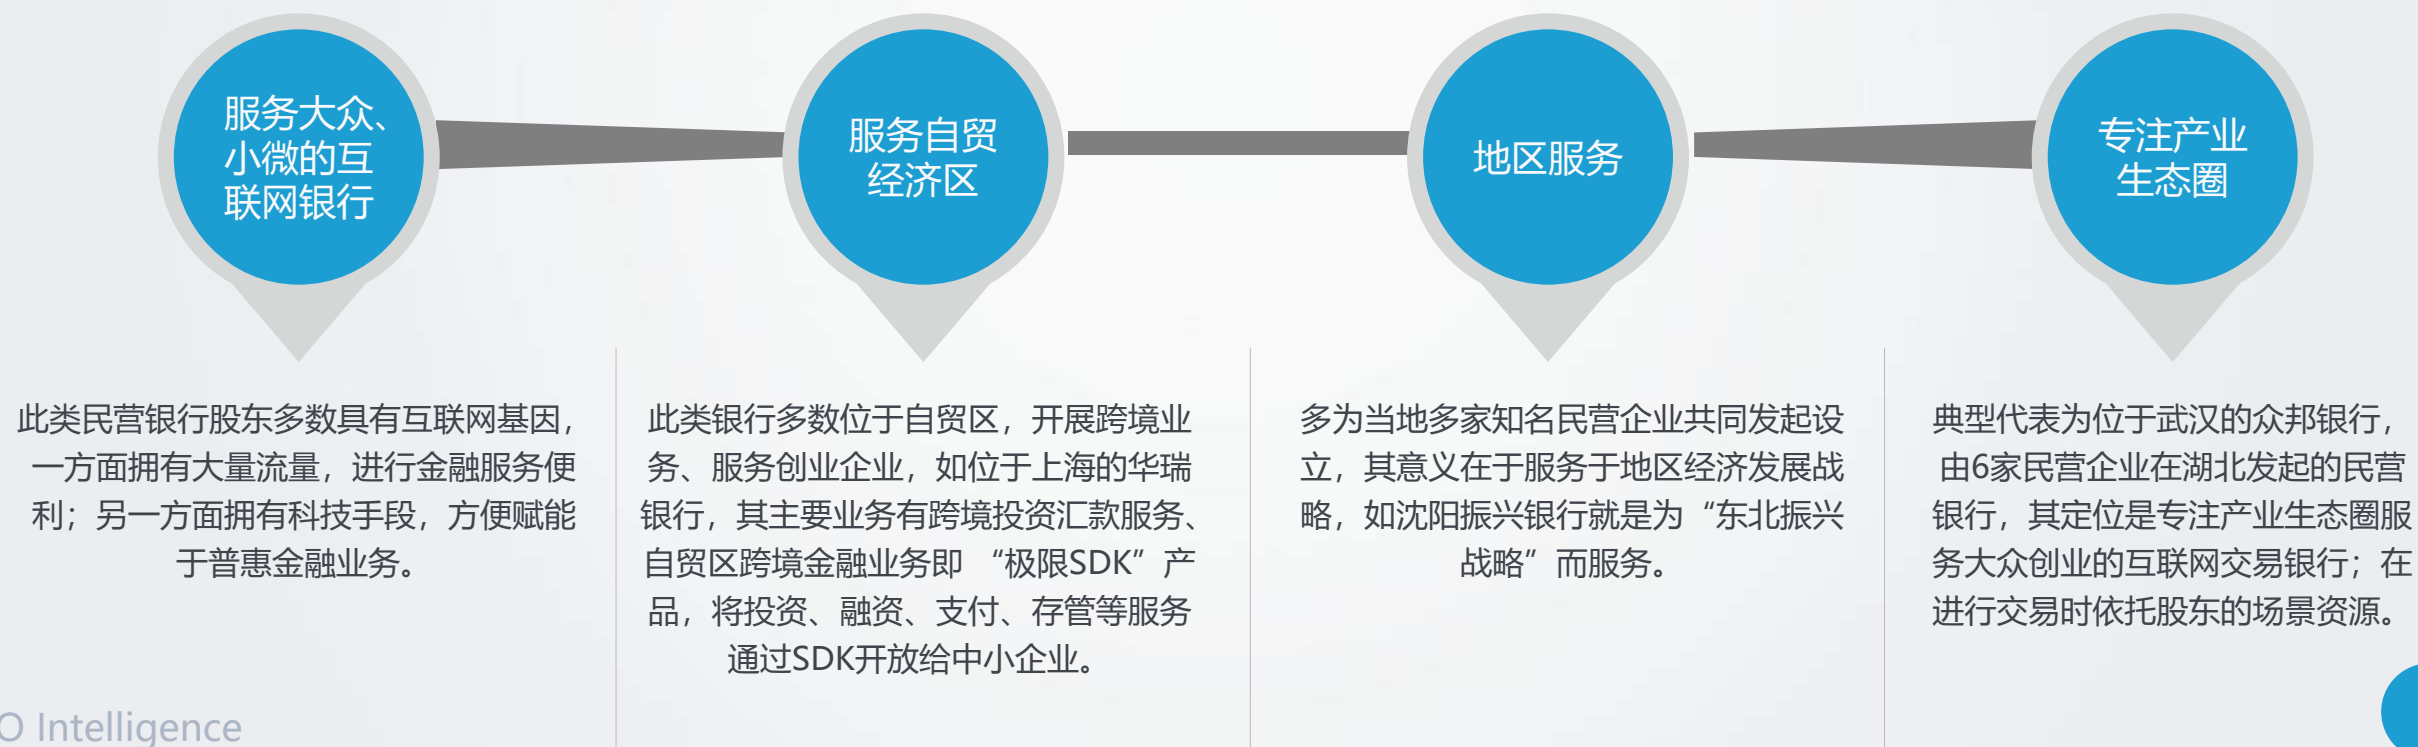 服务大众、
小微的互
联网银行
服务自贸
经济区
地区服务
专注产业
生态圈
此类民营银行股东多数具有互联网基因，
一方面拥有大量流量，进行金融服务便
利；另一方面拥有科技手段，方便赋能
于普惠金融业务。
此类银行多数位于自贸区，开展跨境业
务、服务创业企业，如位于上海的华瑞
银行，其主要业务有跨境投资汇款服务、
自贸区跨境金融业务即 “极限SDK”产
品，将投资、融资、支付、存管等服务
通过SDK开放给中小企业。
多为当地多家知名民营企业共同发起设
立，其意义在于服务于地区经济发展战
略，如沈阳振兴银行就是为“东北振兴
战略”而服务。
典型代表为位于武汉的众邦银行，
由6家民营企业在湖北发起的民营
银行，其定位是专注产业生态圈服
务大众创业的互联网交易银行；在
进行交易时依托股东的场景资源。
O Intelligence